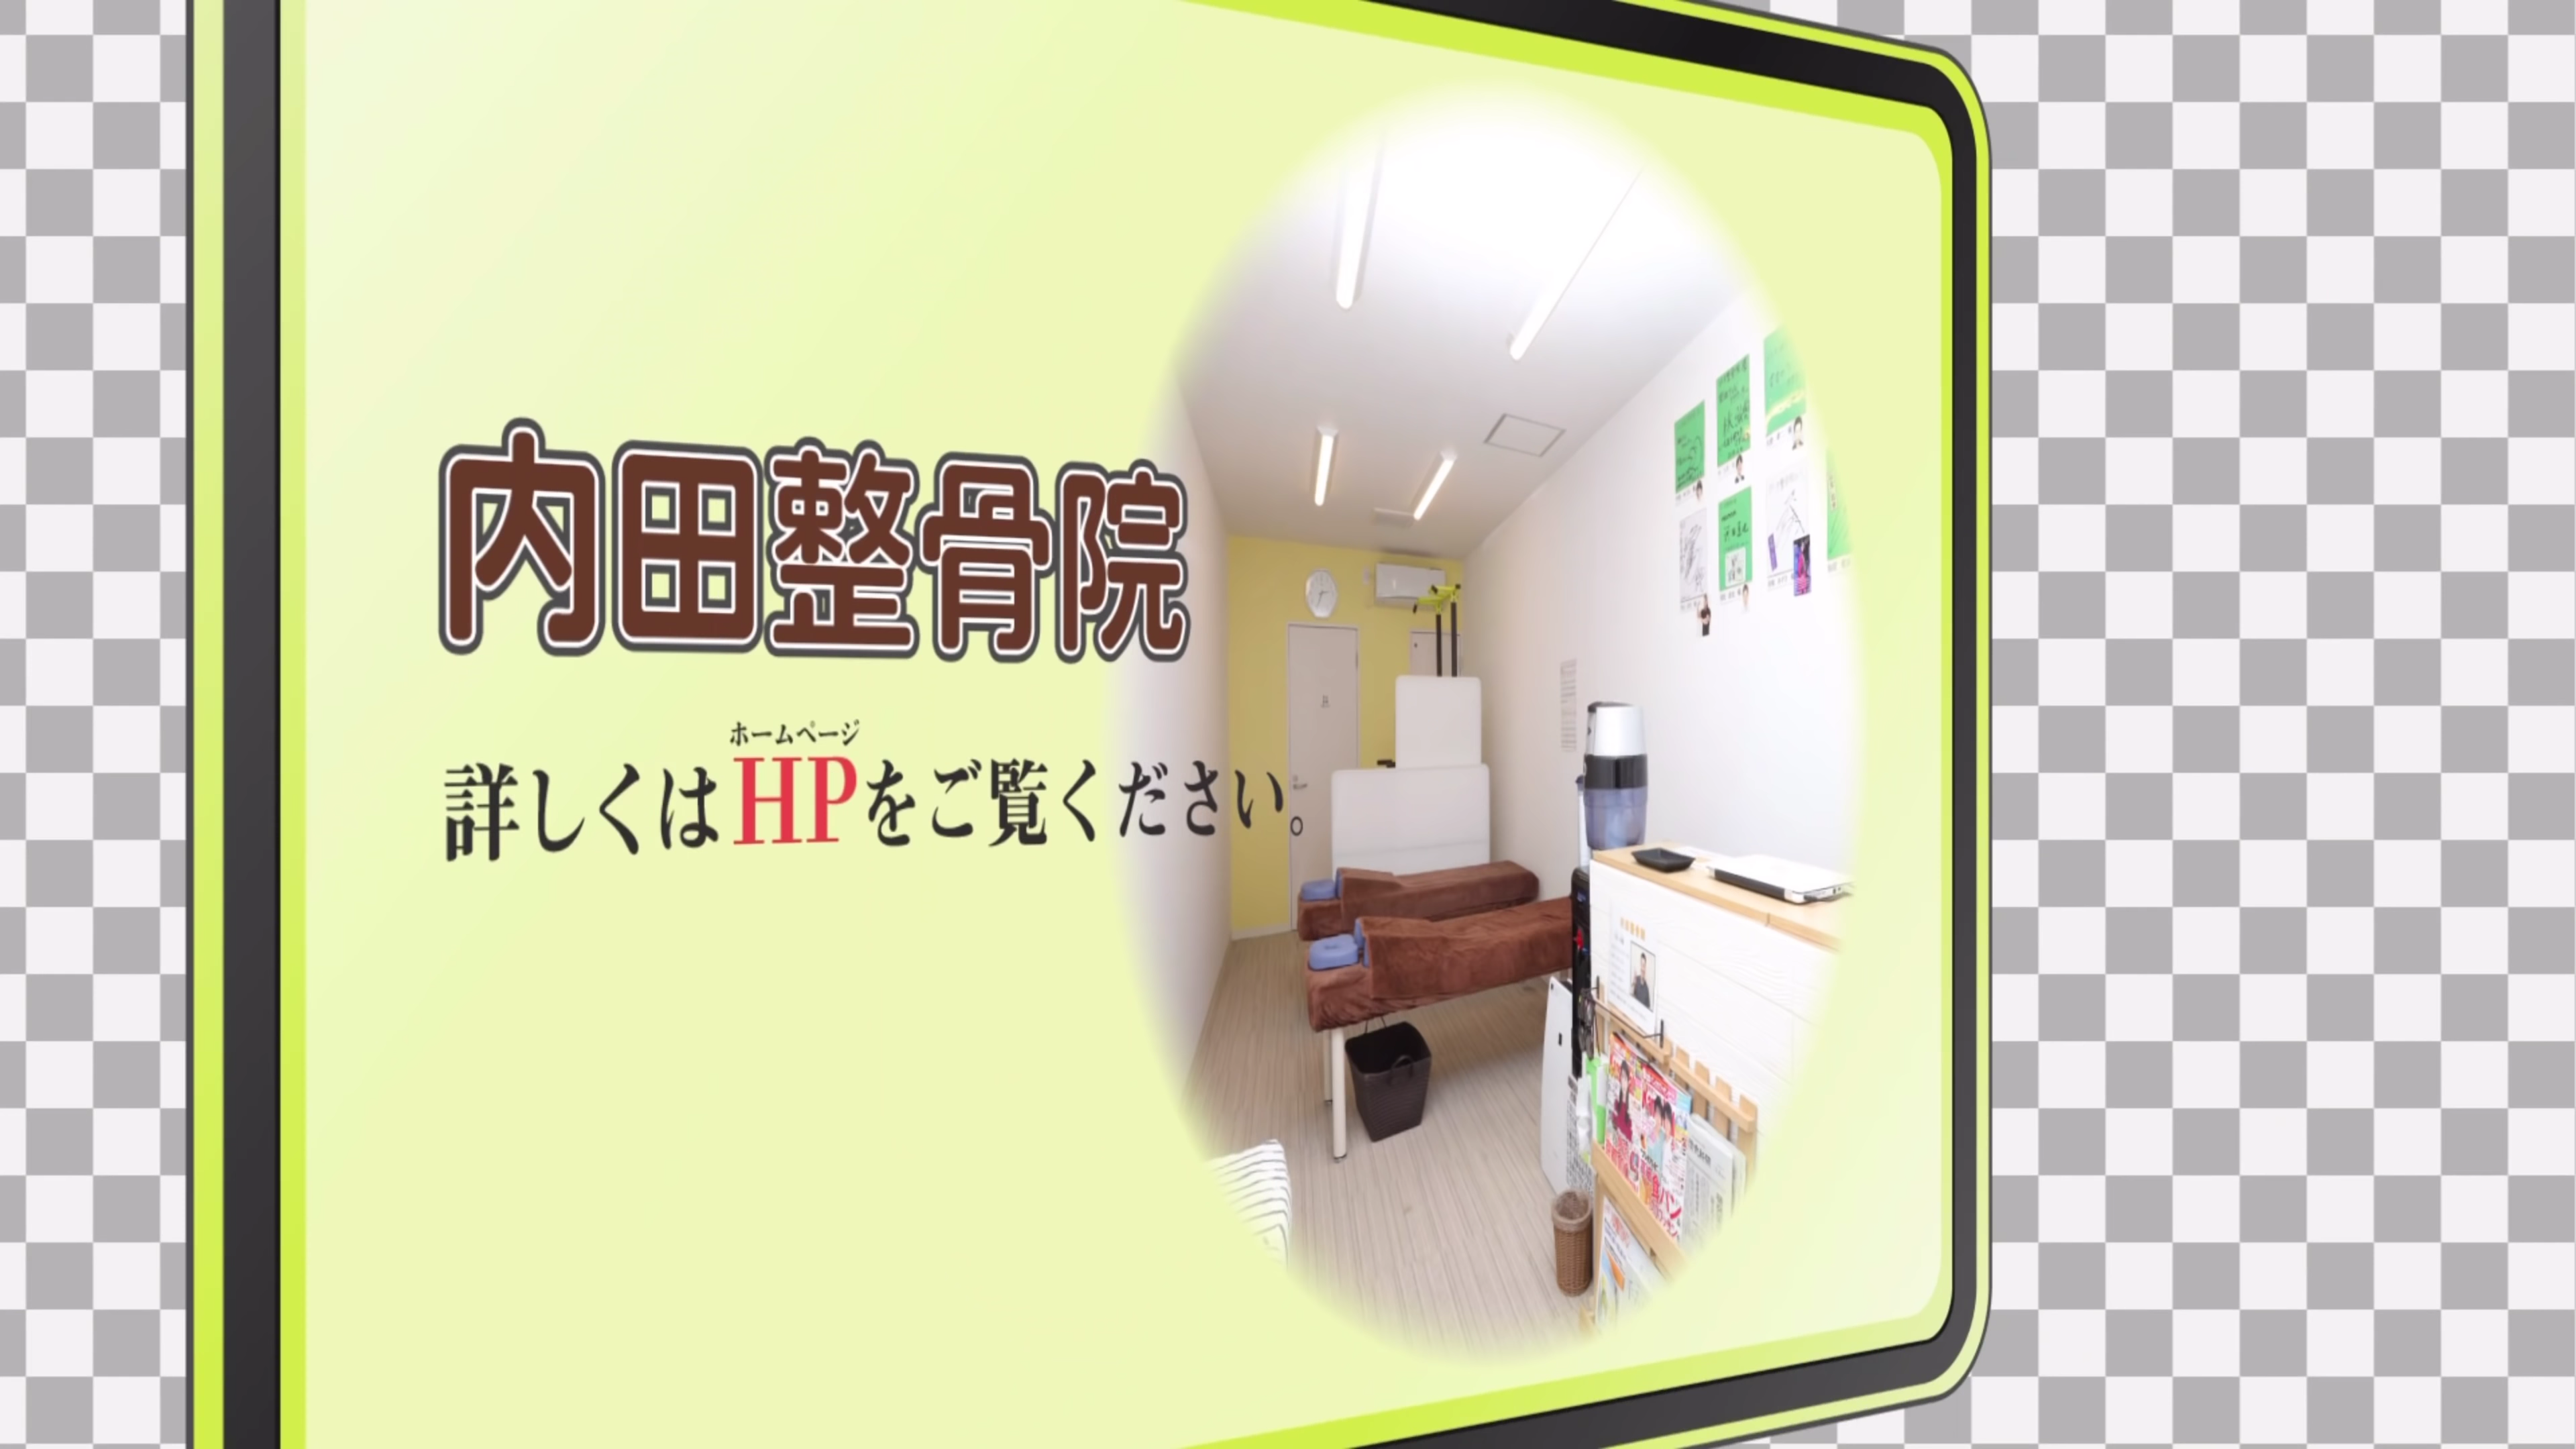 内田整骨院
ホームページ
詳しくはHPをご覧ください。